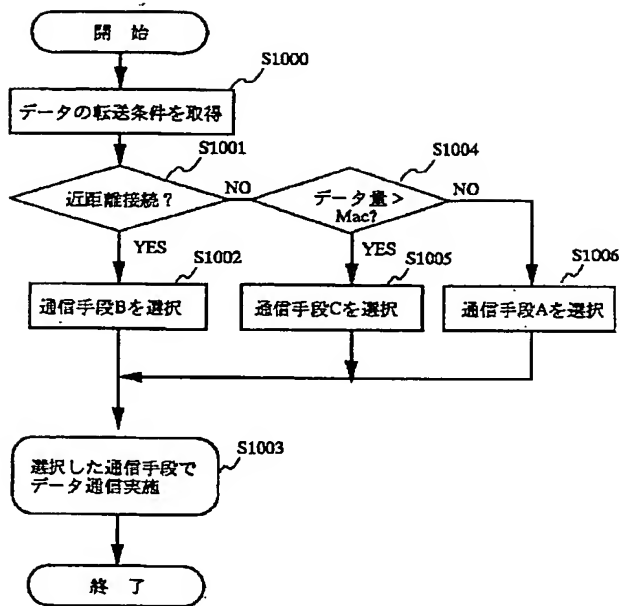 開 始
S1000
データの転送条件を取得
S1001
近距離接続？
NO
S1004
データ量＞
Mac?
NO
YES
S1002
通信手段Bを選択
YES
S1005
通信手段Cを選択
S1006
通信手段Aを選択
S1003
選択した通信手段で
データ通信実施
終 了